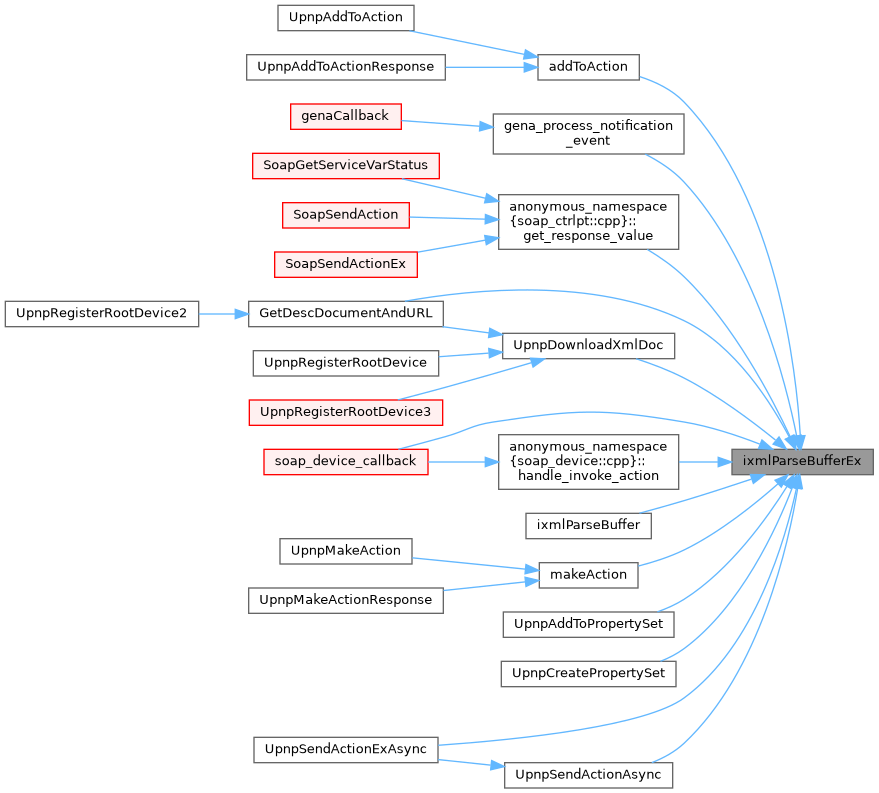 UpnpAddToAction
UpnpAddToActionResponse
addToAction
genaCallback
gena_process_notification
_event
SoapGetServiceVarStatus
SoapSendAction
SoapSendActionEx
anonymous_namespace
{soap_ctrlpt::cpp}::
get_response_value
UpnpRegisterRootDevice2
GetDescDocumentAndURL
UpnpDownloadXmlDoc
UpnpRegisterRootDevice
UpnpRegisterRootDevice3
soap_device_callback
anonymous_namespace
{soap_device::cpp}::
handle_invoke_action
ixmlParseBufferEx
ixmlParseBuffer
UpnpMakeAction
makeAction
UpnpMakeActionResponse
UpnpAddToPropertySet
UpnpCreatePropertySet
UpnpSendActionExAsync
UpnpSendActionAsync